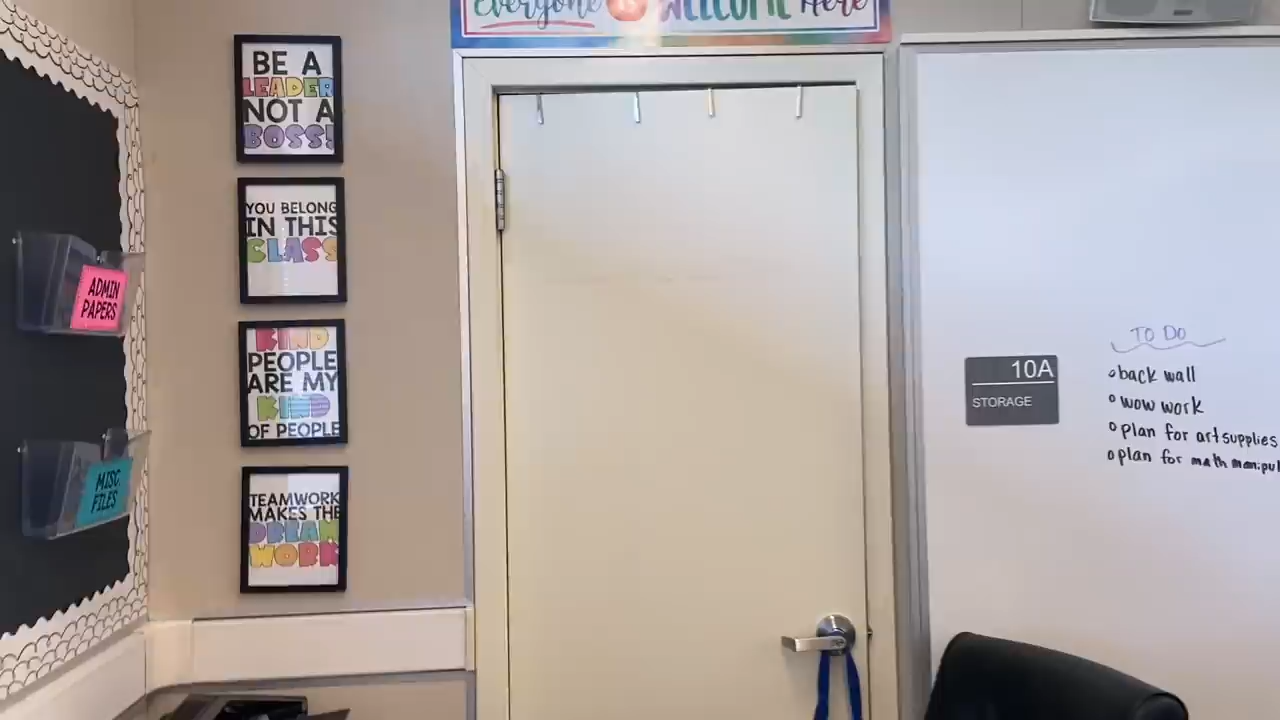 Everyone is WELCOME Here
BE A
LEADER
NOT A
BOSS!
YOU BELONG
IN THIS
CLASS
KIND
PEOPLE
ARE MY
KIND
OF PEOPLE
TEAMWORK
MAKES THE
DREAM
WORK
ADMIN
PAPERS
MISC.
FILES
10A
STORAGE
TO DO
back wall
wow work
plan for art supplies
plan for math